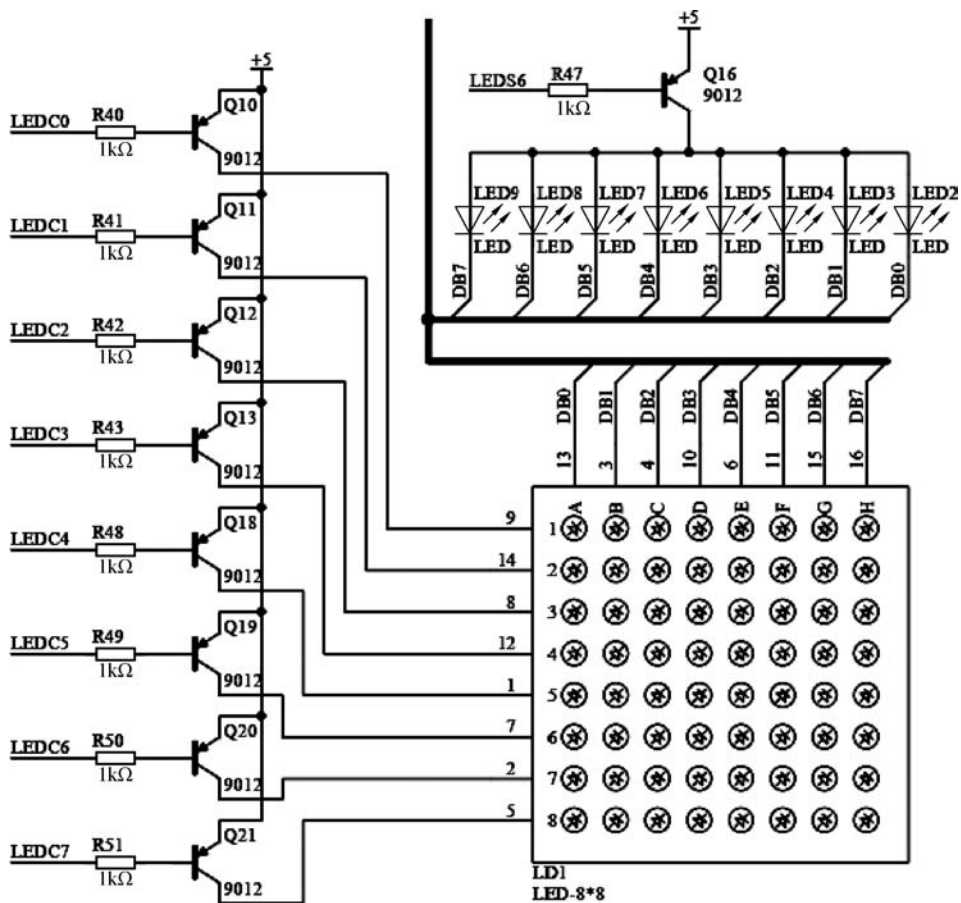 +5
LEDS6
R47
1kΩ
Q16
9012
LED9 LED8 LED7 LED6 LED5 LED4 LED3 LED2
LED LED LED LED LED LED LED LED
DB7 DB6 DB5 DB4 DB3 DB2 DB1 DB0
+5
LEDC0
R40
1kΩ
Q10
9012
LEDC1
R41
1kΩ
Q11
9012
LEDC2
R42
1kΩ
Q12
9012
LEDC3
R43
1kΩ
Q13
9012
LEDC4
R48
1kΩ
Q18
9012
LEDC5
R49
1kΩ
Q19
9012
LEDC6
R50
1kΩ
Q20
9012
LEDC7
R51
1kΩ
Q21
9012
DB0 DB1 DB2 DB3 DB4 DB5 DB6 DB7
13 3 4 10 6 11 15 16
A B C D E F G H
9 1
14 2
8 3
12 4
1 5
7 6
2 7
5 8
LD1
LED-8*8